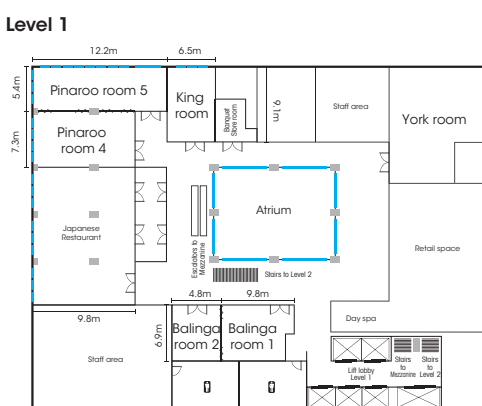 Level 1
12.2m
6.5m
5.4m
Pinaroo room 5
King
room
Banquet
Store room
9.1m
Staff area
York room
7.3m
Pinaroo
room 4
Atrium
Japanese
Restaurant
Escalators to
Mezzanine
Retail space
Stairs to Level 2
4.8m
9.8m
9.8m
6.9m
Balinga
room 2
Balinga
room 1
Day spa
Staff area
Lift lobby
Level 1
Stairs
to
Mezzanine
Stairs
to
Level 2